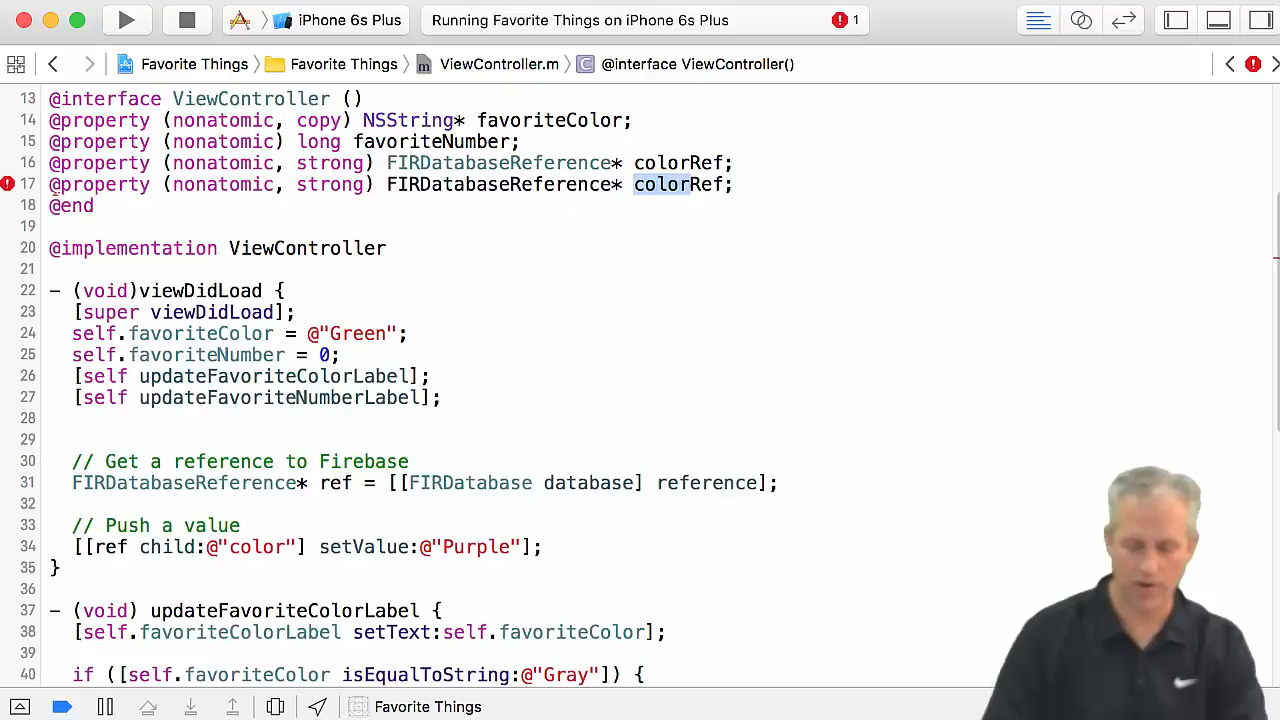 iPhone 6s Plus
Running Favorite Things on iPhone 6s Plus
1
Favorite Things
Favorite Things
ViewController.m
@interface ViewController()
13 @interface ViewController ()
14 @property (nonatomic, copy) NSString* favoriteColor;
15 @property (nonatomic) long favoriteNumber;
16 @property (nonatomic, strong) FIRDatabaseReference* colorRef;
17 @property (nonatomic, strong) FIRDatabaseReference* colorRef;
18 @end
19
20 @implementation ViewController
21
22 – (void)viewDidLoad {
23 [super viewDidLoad];
24 self.favoriteColor = @"Green";
25 self.favoriteNumber = 0;
26 [self updateFavoriteColorLabel];
27 [self updateFavoriteNumberLabel];
28
29
30 // Get a reference to Firebase
31 FIRDatabaseReference* ref = [[FIRDatabase database] reference];
32
33 // Push a value
34 [[ref child:@"color"] setValue:@"Purple"];
35 }
36
37 – (void) updateFavoriteColorLabel {
38 [self.favoriteColorLabel setText:self.favoriteColor];
39
40 if ([self.favoriteColor isEqualToString:@"Gray"]) {
Favorite Things